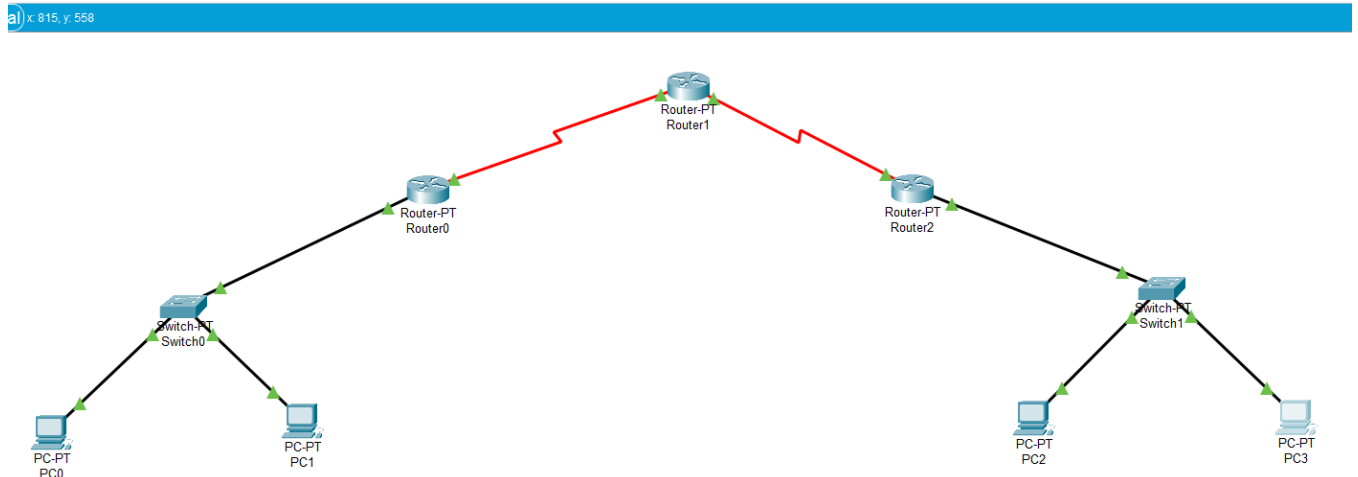 al) x: 815, y: 558
Router-PT
Router1
Router-PT
Router0
Router-PT
Router2
Switch-PT
Switch0
Switch-PT
Switch1
PC-PT
PC0
PC-PT
PC1
PC-PT
PC2
PC-PT
PC3